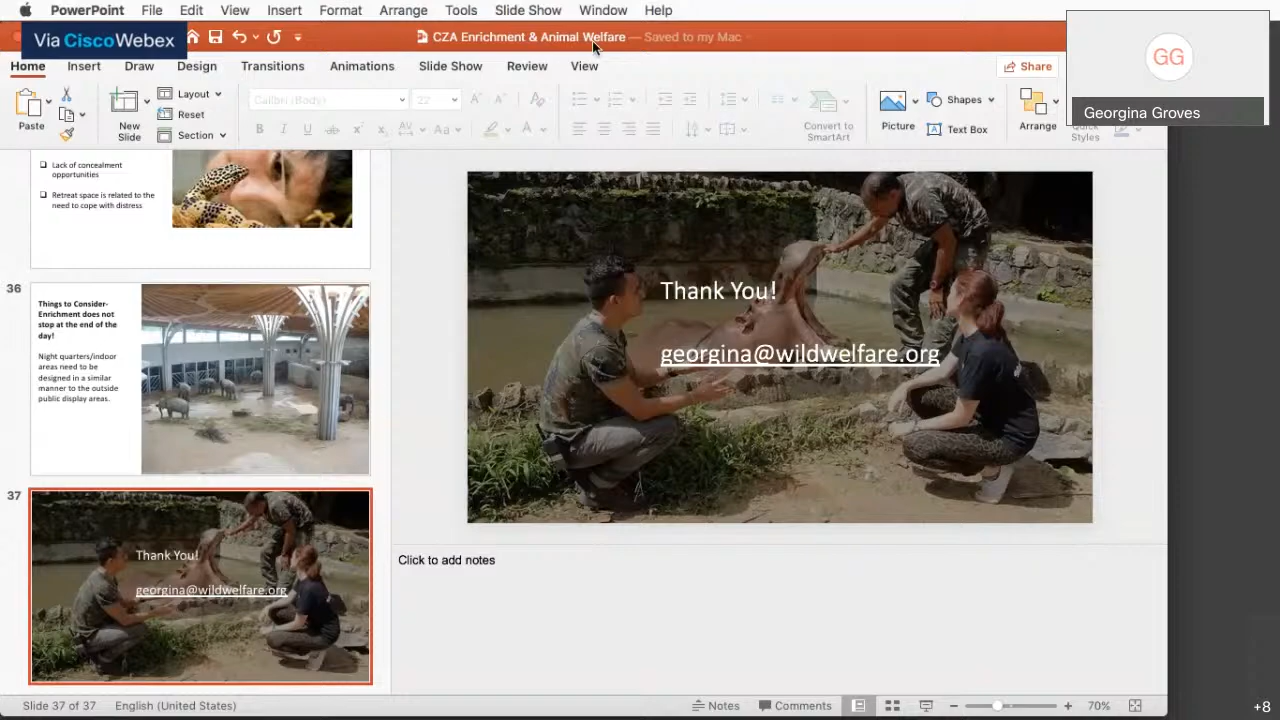 PowerPoint File Edit View Insert Format Arrange Tools Slide Show Window Help
Via CiscoWebex
CZA Enrichment & Animal Welfare — Saved to my Mac
GG
Georgina Groves
Home Insert Draw Design Transitions Animations Slide Show Review View
Share
Paste
New Slide
Layout
Reset
Section
Calibri (Body) 22
Convert to SmartArt
Picture
Shapes
Text Box
Arrange
Quick Styles
Lack of concealment
opportunities
Retreat space is related to the
need to cope with distress
36
Things to Consider-
Enrichment does not
stop at the end of the
day!
Night quarters/indoor
areas need to be
designed in a similar
manner to the outside
public display areas.
37
Thank You!
georgina@wildwelfare.org
Thank You!
georgina@wildwelfare.org
Click to add notes
Slide 37 of 37 English (United States) Notes Comments 70%
+8